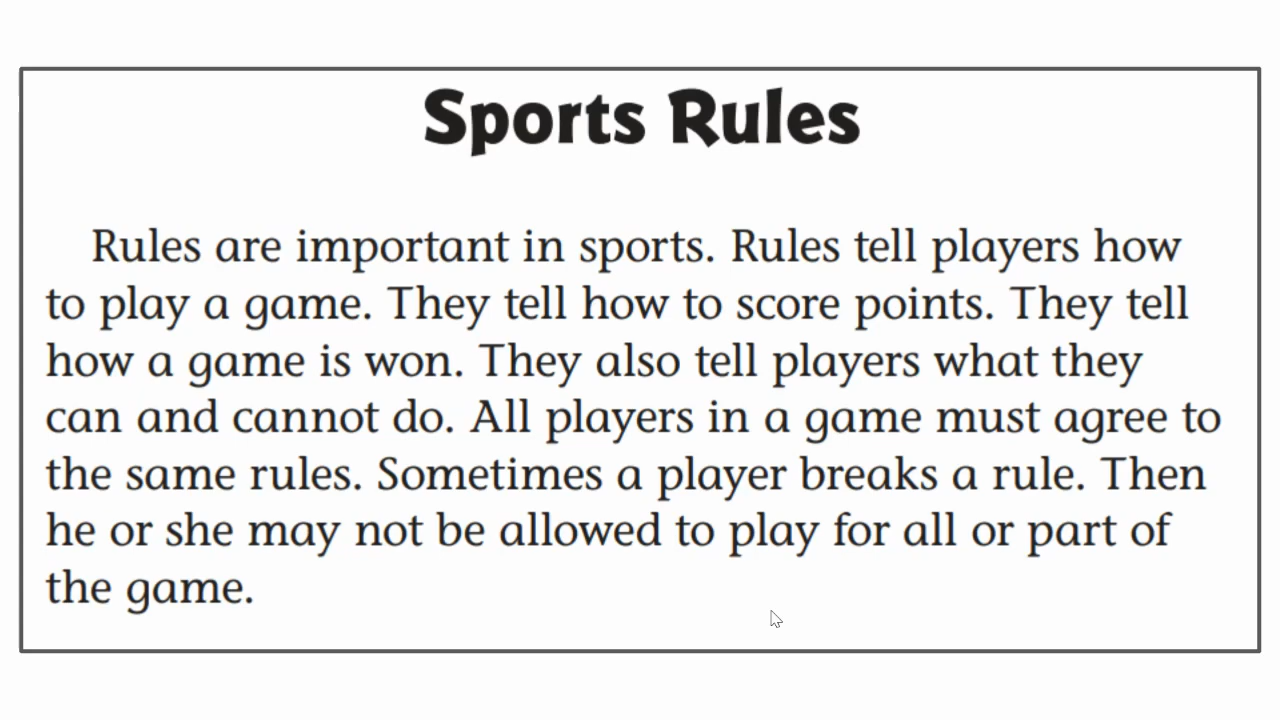 Sports Rules
Rules are important in sports. Rules tell players how
to play a game. They tell how to score points. They tell
how a game is won. They also tell players what they
can and cannot do. All players in a game must agree to
the same rules. Sometimes a player breaks a rule. Then
he or she may not be allowed to play for all or part of
the game.